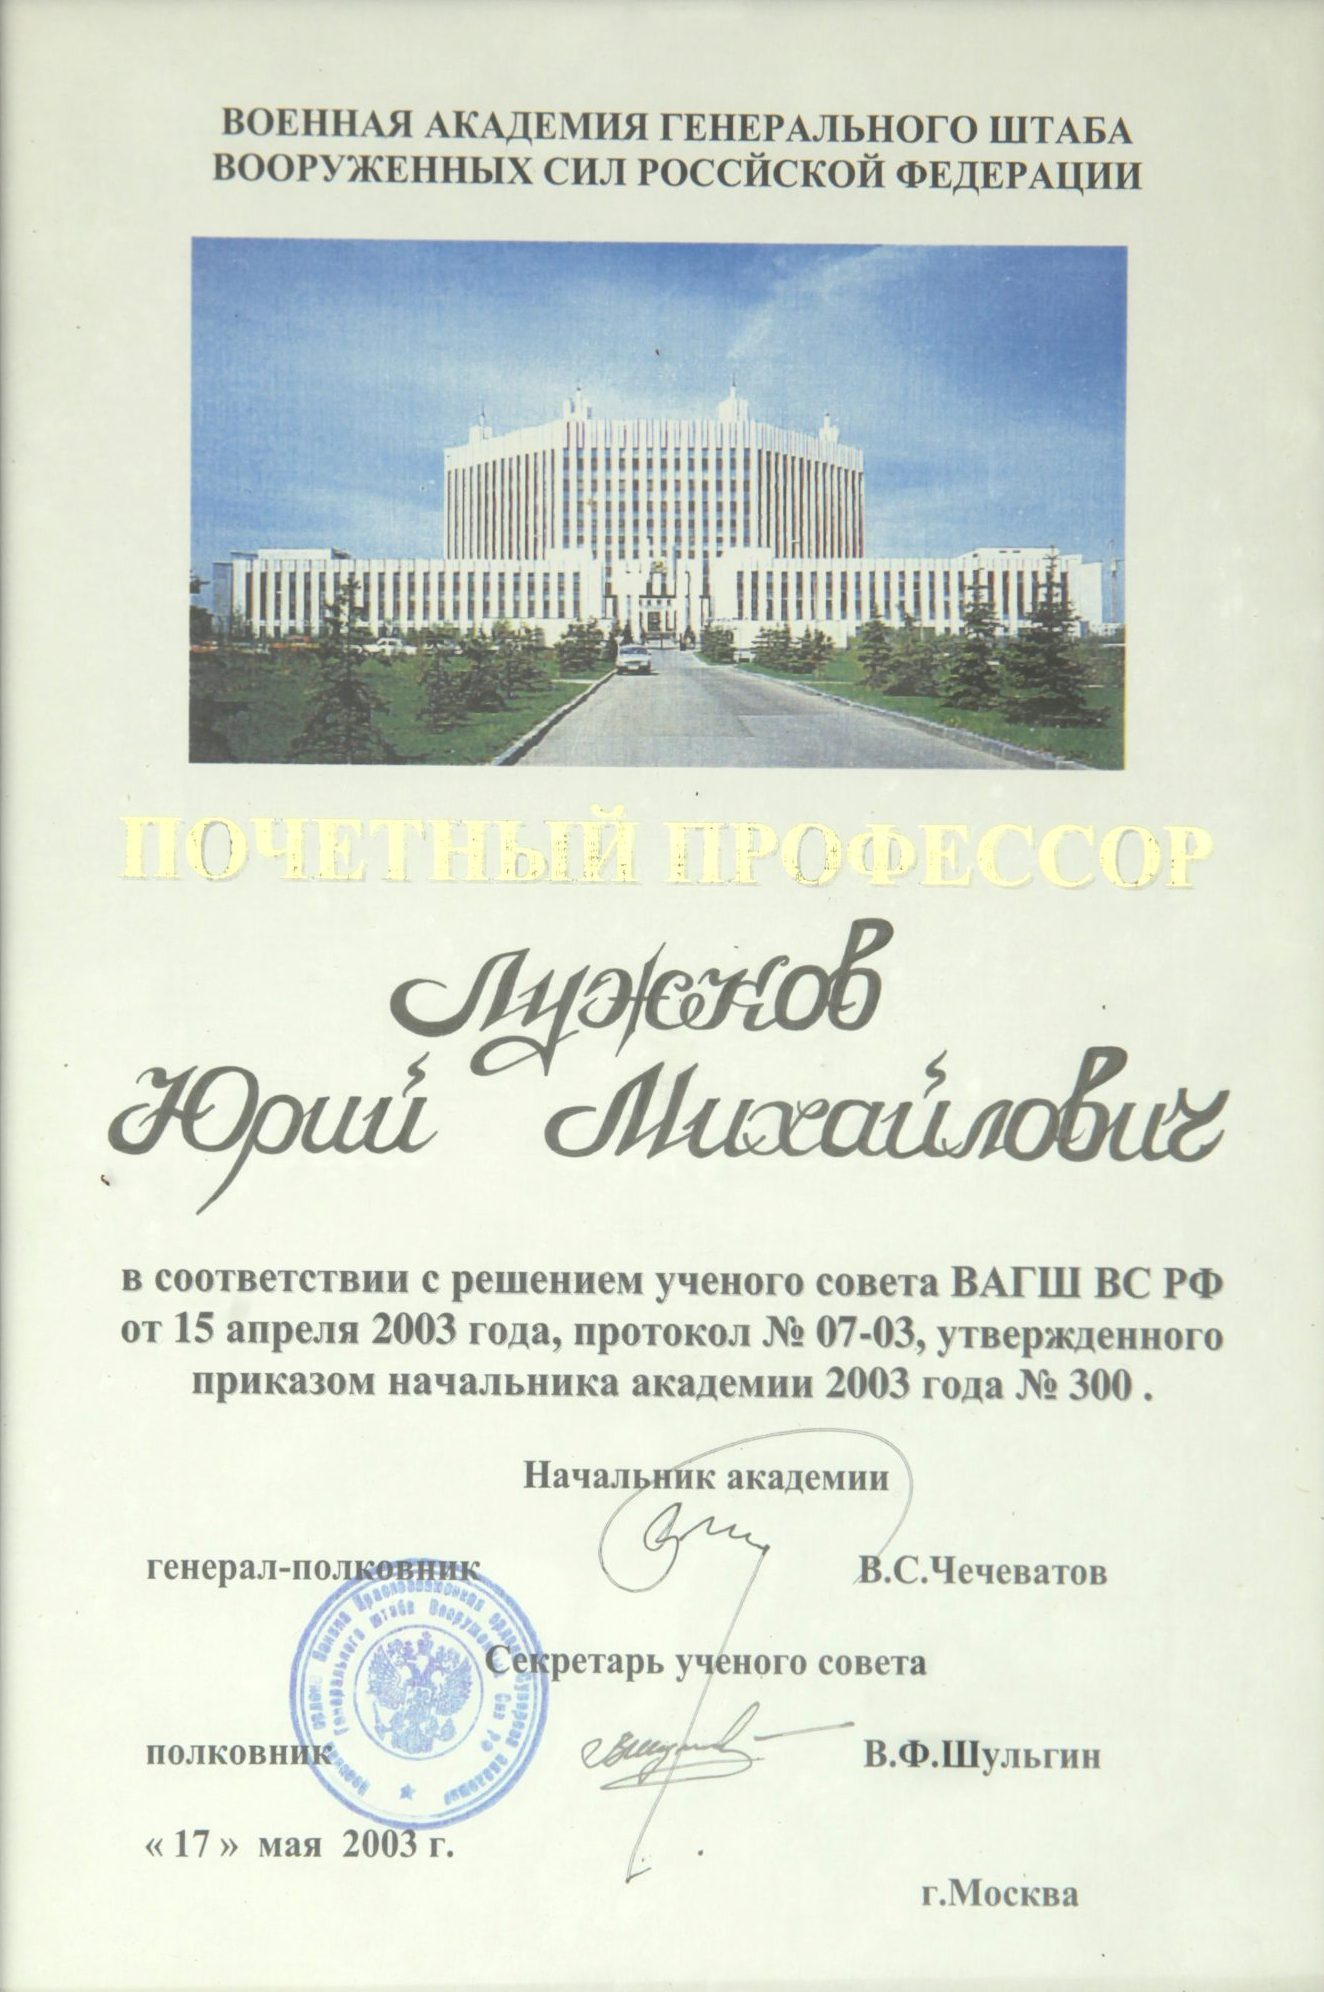 ВОЕННАЯ АКАДЕМИЯ ГЕНЕРАЛЬНОГО ШТАБА
ВООРУЖЕННЫХ СИЛ РОССЙСКОЙ ФЕДЕРАЦИИ
ПОЧЕТНЫЙ ПРОФЕССОР
Лужков
Юрий Михайлович
в соответствии с решением ученого совета ВАГШ ВС РФ
от 15 апреля 2003 года, протокол № 07-03, утвержденного
приказом начальника академии 2003 года № 300 .
Начальник академии
генерал-полковник В.С.Чечеватов
Секретарь ученого совета
полковник В.Ф.Шульгин
« 17 » мая 2003 г.
г.Москва